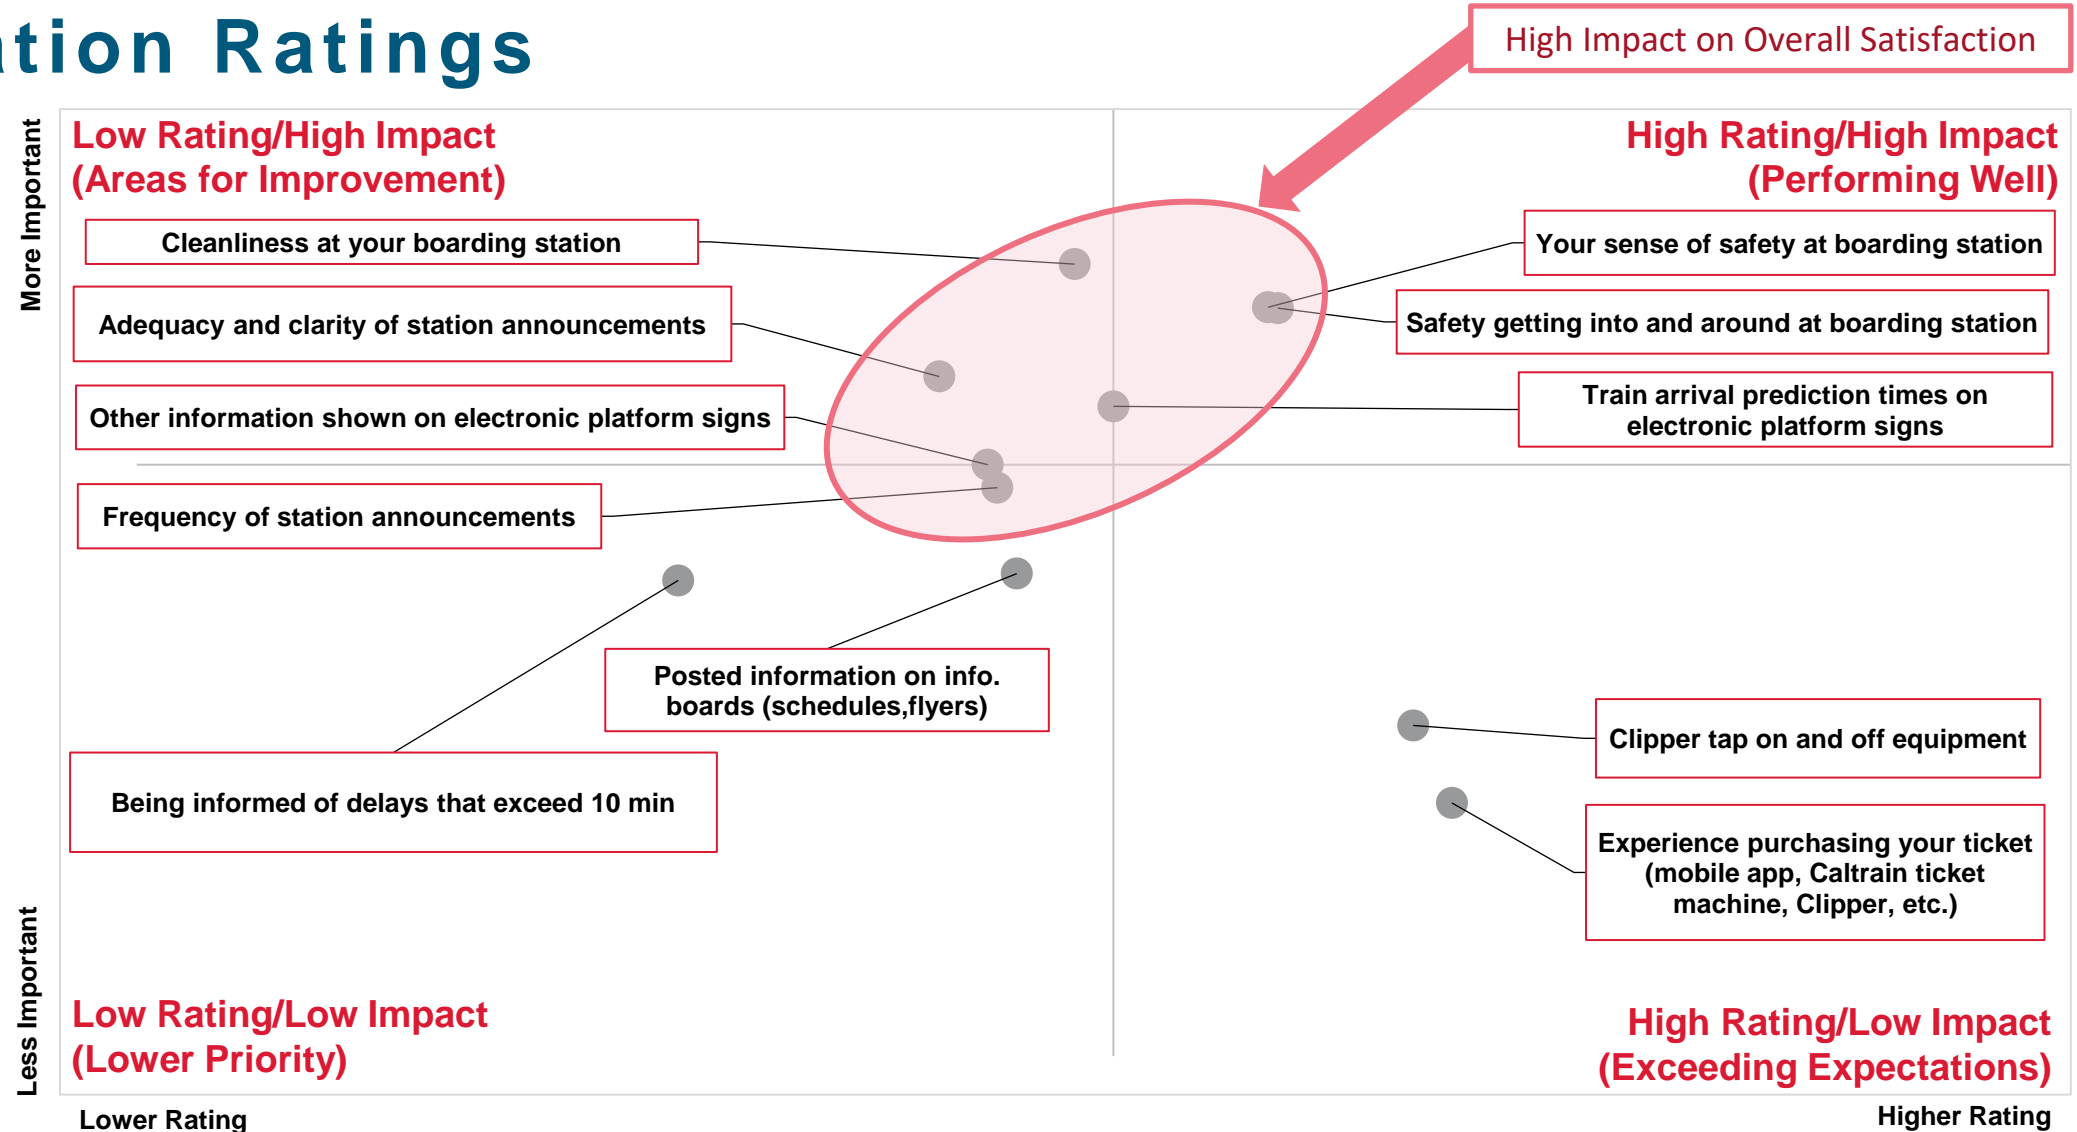 ation Ratings
High Impact on Overall Satisfaction
More Important
Low Rating/High Impact
(Areas for Improvement)
High Rating/High Impact
(Performing Well)
Cleanliness at your boarding station
Your sense of safety at boarding station
Adequacy and clarity of station announcements
Safety getting into and around at boarding station
Other information shown on electronic platform signs
Train arrival prediction times on
electronic platform signs
Frequency of station announcements
Posted information on info.
boards (schedules,flyers)
Clipper tap on and off equipment
Being informed of delays that exceed 10 min
Experience purchasing your ticket
(mobile app, Caltrain ticket
machine, Clipper, etc.)
Less Important
Low Rating/Low Impact
(Lower Priority)
High Rating/Low Impact
(Exceeding Expectations)
Lower Rating
Higher Rating